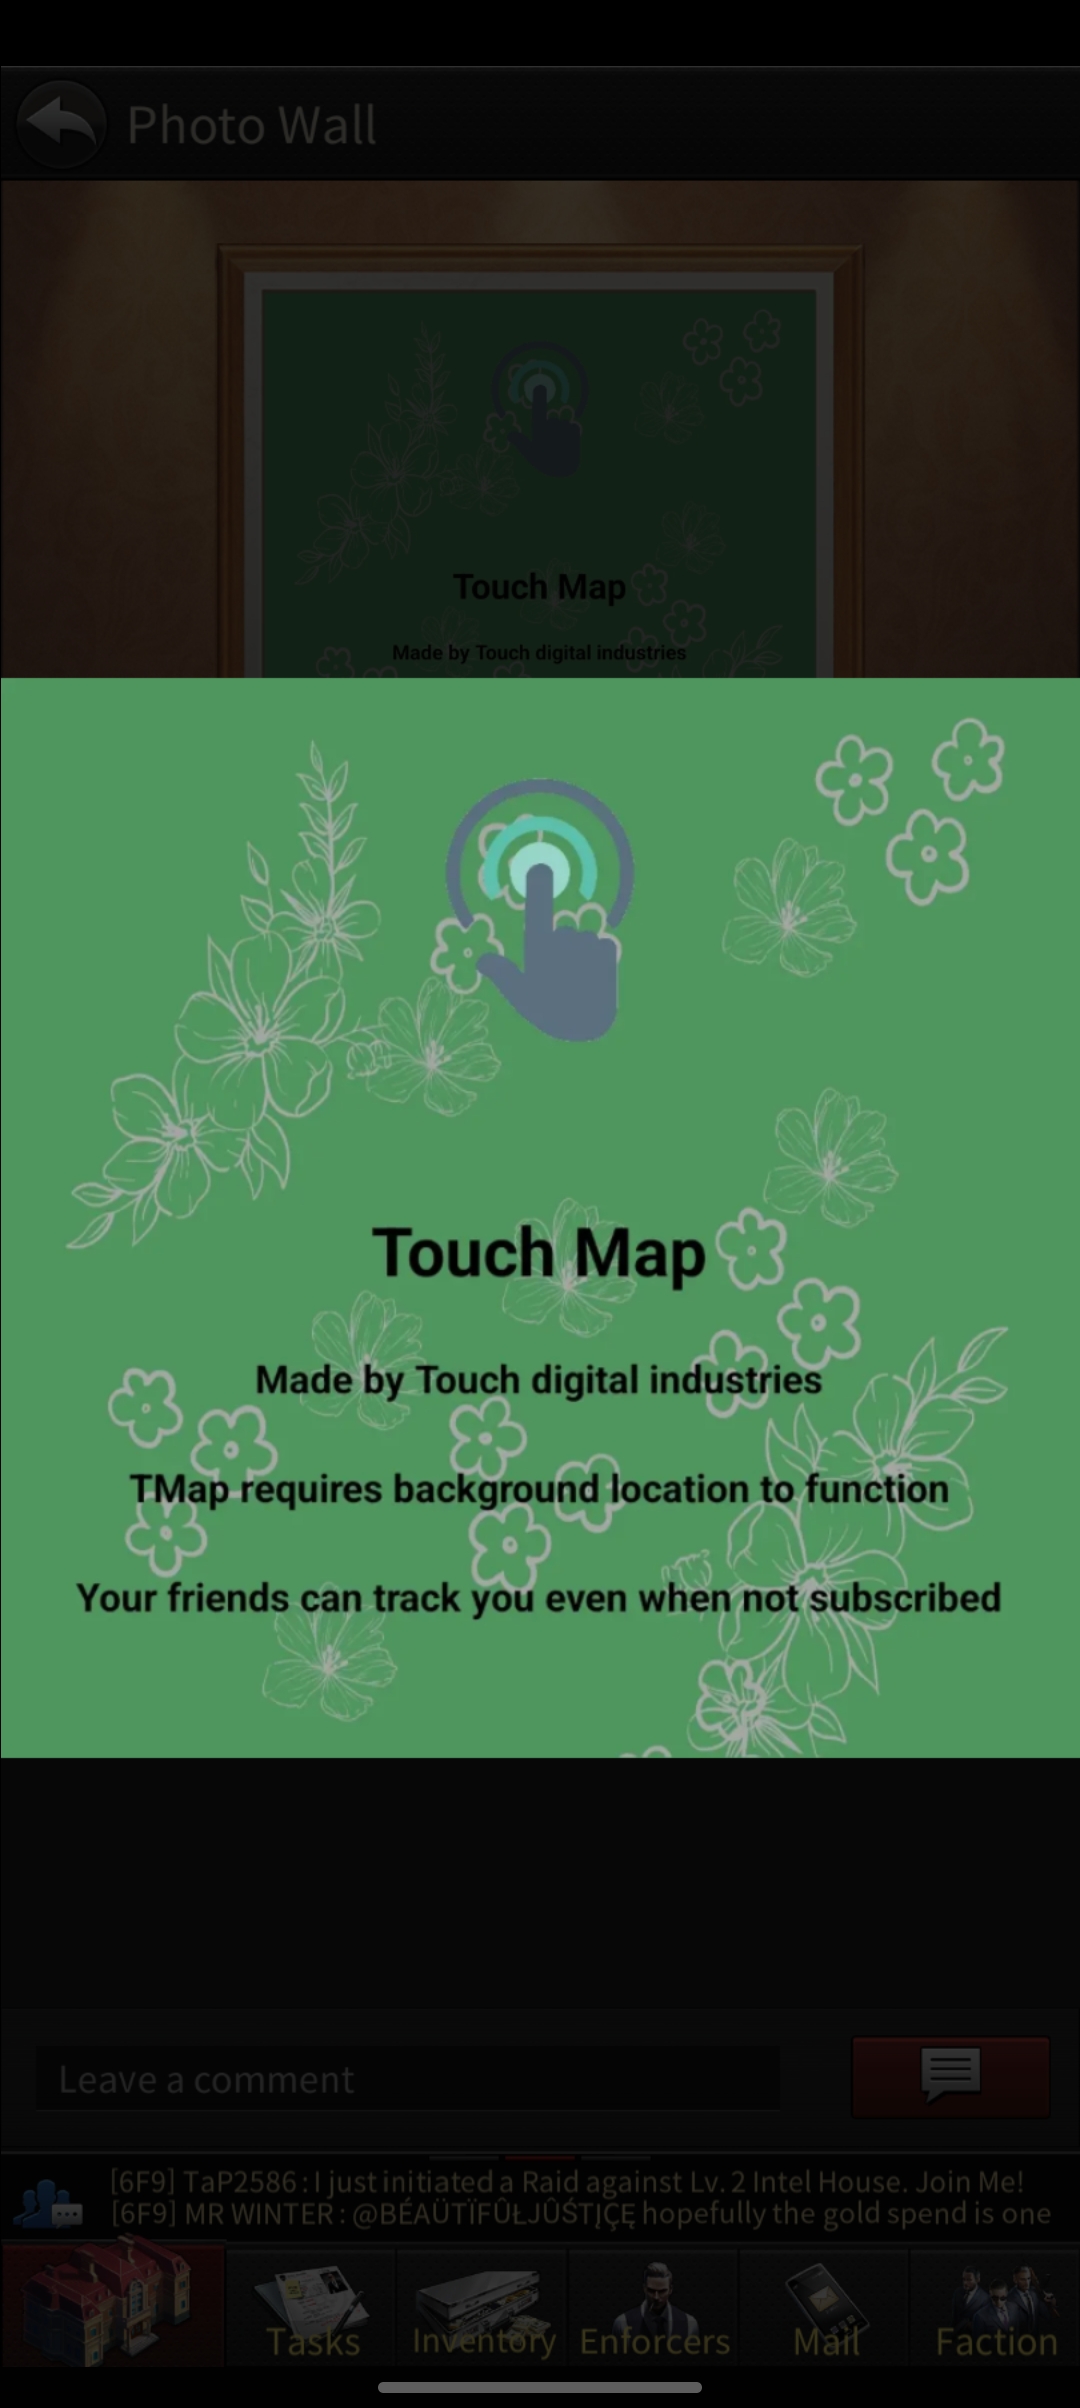 Photo Wall
Touch Map
Made by Touch digital industries
Touch Map
Made by Touch digital industries
TMap requires background location to function
Your friends can track you even when not subscribed
Leave a comment
[6F9] TaP2586 : I just initiated a Raid against Lv. 2 Intel House. Join Me!
[6F9] MR WINTER : @BÉAÜTÏFÛŁJÛŚTĮÇĘ hopefully the gold spend is one
Tasks Inventory Enforcers Mail Faction